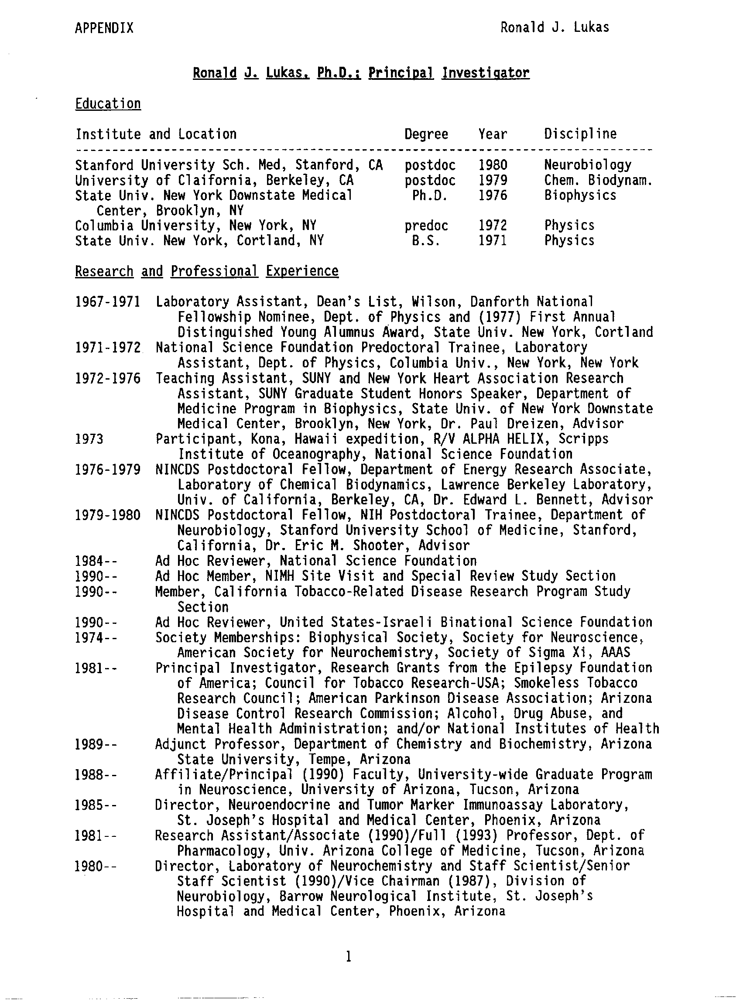 APPENDIX Ronald J. Lukas
Ronald J. Lukas, Ph.D.; Principal Investigator
Education
Institute and Location Degree Year Discipline
Stanford University Sch. Med, Stanford, CA postdoc 1980 Neurobiology
University of Claifornia, Berkeley, CA postdoc 1979 Chem. Biodynam.
State Univ. New York Downstate Medical Ph.D. 1976 Biophysics
Center, Brooklyn, NY
Columbia University, New York, NY predoc 1972 Physics
State Univ. New York, Cortland, NY B.S. 1971 Physics
Research and Professional Experience
1967-1971 Laboratory Assistant, Dean's List, Wilson, Danforth National
Fellowship Nominee, Dept. of Physics and (1977) First Annual
Distinguished Young Alumnus Award, State Univ. New York, Cortland
1971-1972 National Science Foundation Predoctoral Trainee, Laboratory
Assistant, Dept. of Physics, Columbia Univ., New York, New York
1972-1976 Teaching Assistant, SUNY and New York Heart Association Research
Assistant, SUNY Graduate Student Honors Speaker, Department of
Medicine Program in Biophysics, State Univ. of New York Downstate
Medical Center, Brooklyn, New York, Dr. Paul Dreizen, Advisor
1973 Participant, Kona, Hawaii expedition, R/V ALPHA HELIX, Scripps
Institute of Oceanography, National Science Foundation
1976-1979 NINCDS Postdoctoral Fellow, Department of Energy Research Associate,
Laboratory of Chemical Biodynamics, Lawrence Berkeley Laboratory,
Univ. of California, Berkeley, CA, Dr. Edward L. Bennett, Advisor
1979-1980 NINCDS Postdoctoral Fellow, NIH Postdoctoral Trainee, Department of
Neurobiology, Stanford University School of Medicine, Stanford,
California, Dr. Eric M. Shooter, Advisor
1984-- Ad Hoc Reviewer, National Science Foundation
1990-- Ad Hoc Member, NIMH Site Visit and Special Review Study Section
1990-- Member, California Tobacco-Related Disease Research Program Study
Section
1990-- Ad Hoc Reviewer, United States-Israeli Binational Science Foundation
1974-- Society Memberships: Biophysical Society, Society for Neuroscience,
American Society for Neurochemistry, Society of Sigma Xi, AAAS
1981-- Principal Investigator, Research Grants from the Epilepsy Foundation
of America; Council for Tobacco Research-USA; Smokeless Tobacco
Research Council; American Parkinson Disease Association; Arizona
Disease Control Research Commission; Alcohol, Drug Abuse, and
Mental Health Administration; and/or National Institutes of Health
1989-- Adjunct Professor, Department of Chemistry and Biochemistry, Arizona
State University, Tempe, Arizona
1988-- Affiliate/Principal (1990) Faculty, University-wide Graduate Program
in Neuroscience, University of Arizona, Tucson, Arizona
1985-- Director, Neuroendocrine and Tumor Marker Immunoassay Laboratory,
St. Joseph's Hospital and Medical Center, Phoenix, Arizona
1981-- Research Assistant/Associate (1990)/Full (1993) Professor, Dept. of
Pharmacology, Univ. Arizona College of Medicine, Tucson, Arizona
1980-- Director, Laboratory of Neurochemistry and Staff Scientist/Senior
Staff Scientist (1990)/Vice Chairman (1987), Division of
Neurobiology, Barrow Neurological Institute, St. Joseph's
Hospital and Medical Center, Phoenix, Arizona
1